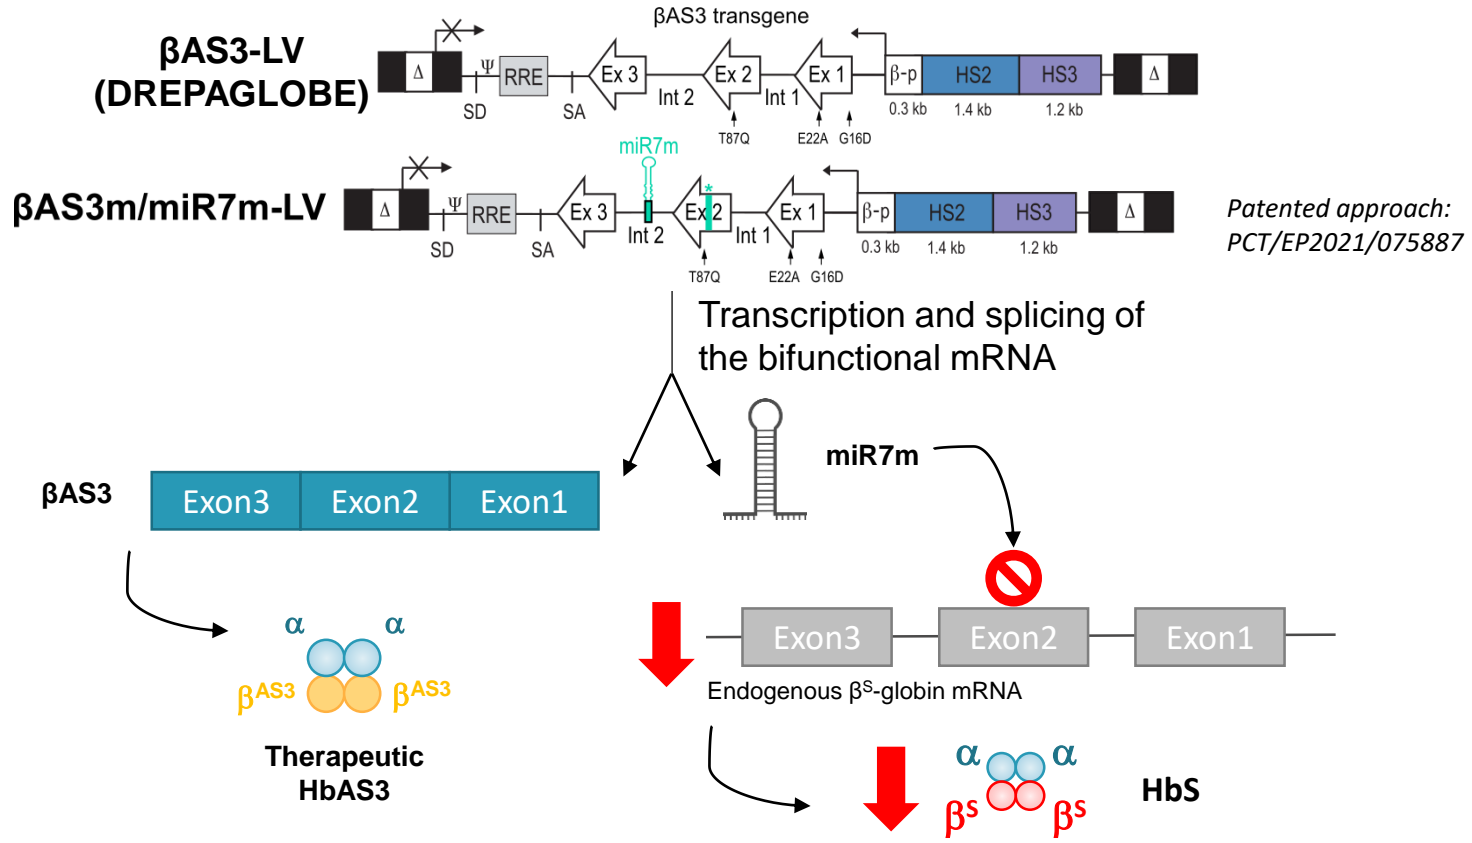 βAS3 transgene
βAS3-LV
(DREPAGLOBE)
Δ
Ψ
RRE
SD
SA
Ex 3
Int 2
Ex 2
Int 1
Ex 1
β-p
HS2
HS3
Δ
0.3 kb
1.4 kb
1.2 kb
T87Q
E22A
G16D
miR7m
*
βAS3m/miR7m-LV
Δ
Ψ
RRE
SD
SA
Ex 3
Int 2
Ex 2
Int 1
Ex 1
β-p
HS2
HS3
Δ
0.3 kb
1.4 kb
1.2 kb
T87Q
E22A
G16D
Patented approach:
PCT/EP2021/075887
Transcription and splicing of
the bifunctional mRNA
βAS3
Exon3
Exon2
Exon1
miR7m
α
α
βAS3
βAS3
Therapeutic
HbAS3
Exon3
Exon2
Exon1
Endogenous βS-globin mRNA
α
α
βS
βS
HbS